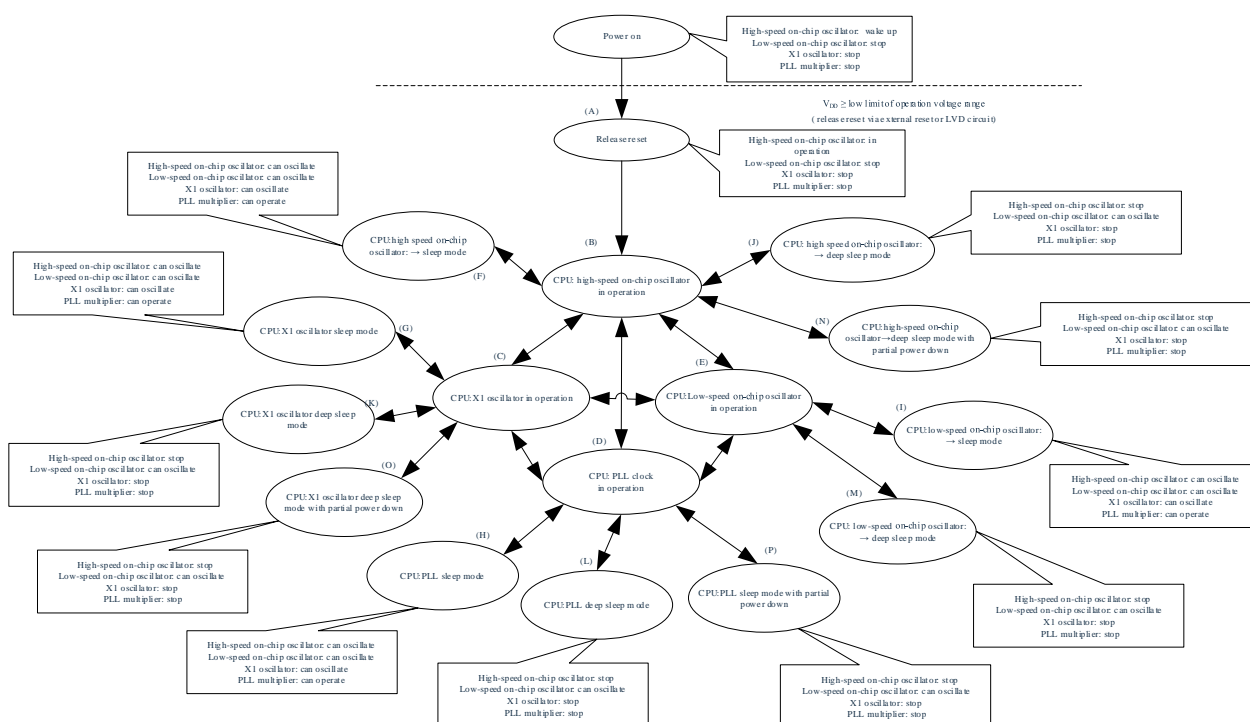 Power on
High-speed on-chip oscillator: wake up
Low-speed on-chip oscillator: stop
X1 oscillator: stop
PLL multiplier: stop
(A)
VDD ≥ low limit of operation voltage range
( release reset via external reset or LVD circuit)
Release reset
High-speed on-chip oscillator: in
operation
Low-speed on-chip oscillator: stop
X1 oscillator: stop
PLL multiplier: stop
High-speed on-chip oscillator: can oscillate
Low-speed on-chip oscillator: can oscillate
X1 oscillator: can oscillate
PLL multiplier: can operate
CPU:high speed on-chip
oscillator: → sleep mode
(F)
(B)
CPU: high-speed on-chip oscillator
in operation
(J)
CPU: high speed on-chip oscillator:
→ deep sleep mode
High-speed on-chip oscillator: stop
Low-speed on-chip oscillator: can oscillate
X1 oscillator: stop
PLL multiplier: stop
High-speed on-chip oscillator: can oscillate
Low-speed on-chip oscillator: can oscillate
X1 oscillator: can oscillate
PLL multiplier: can operate
CPU:X1 oscillator sleep mode
(G)
(N)
CPU:high-speed on-chip
oscillator→deep sleep mode with
partial power down
High-speed on-chip oscillator: stop
Low-speed on-chip oscillator: can oscillate
X1 oscillator: stop
PLL multiplier: stop
(C)
CPU:X1 oscillator in operation
(E)
CPU:Low-speed on-chip oscillator
in operation
(K)
CPU:X1 oscillator deep sleep
mode
High-speed on-chip oscillator: stop
Low-speed on-chip oscillator: can oscillate
X1 oscillator: stop
PLL multiplier: stop
(I)
CPU:low-speed on-chip oscillator:
→ sleep mode
High-speed on-chip oscillator: can oscillate
Low-speed on-chip oscillator: can oscillate
X1 oscillator: can oscillate
PLL multiplier: can operate
(D)
CPU: PLL clock
in operation
(O)
CPU:X1 oscillator deep sleep
mode with partial power down
High-speed on-chip oscillator: stop
Low-speed on-chip oscillator: can oscillate
X1 oscillator: stop
PLL multiplier: stop
(M)
CPU: low-speed on-chip oscillator:
→ deep sleep mode
High-speed on-chip oscillator: stop
Low-speed on-chip oscillator: can oscillate
X1 oscillator: stop
PLL multiplier: stop
(H)
CPU:PLL sleep mode
High-speed on-chip oscillator: can oscillate
Low-speed on-chip oscillator: can oscillate
X1 oscillator: can oscillate
PLL multiplier: can operate
(L)
CPU:PLL deep sleep mode
High-speed on-chip oscillator: stop
Low-speed on-chip oscillator: can oscillate
X1 oscillator: stop
PLL multiplier: stop
(P)
CPU:PLL sleep mode with partial
power down
High-speed on-chip oscillator: stop
Low-speed on-chip oscillator: can oscillate
X1 oscillator: stop
PLL multiplier: stop